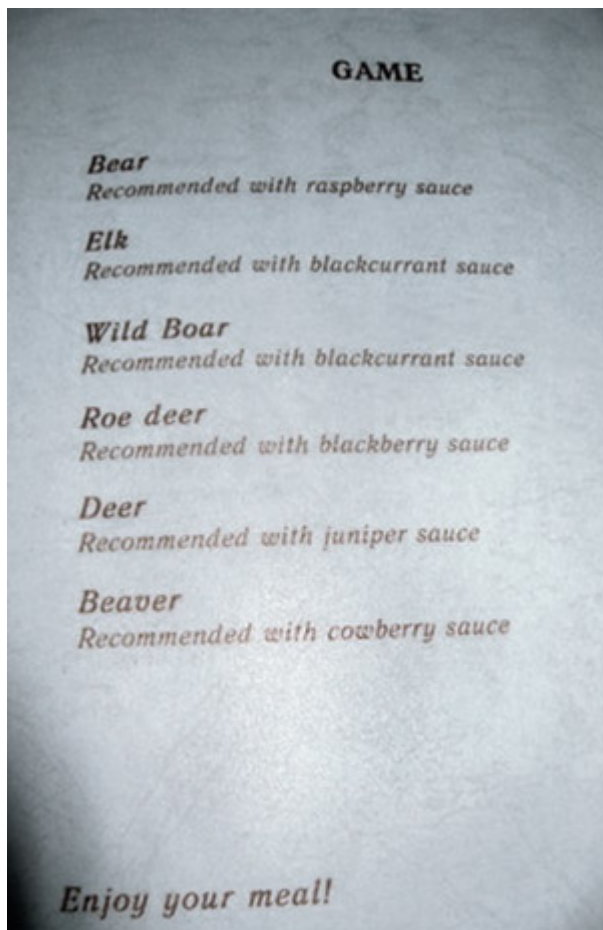 GAME
Bear
Recommended with raspberry sauce
Elk
Recommended with blackcurrant sauce
Wild Boar
Recommended with blackcurrant sauce
Roe deer
Recommended with blackberry sauce
Deer
Recommended with juniper sauce
Beaver
Recommended with cowberry sauce
Enjoy your meal!